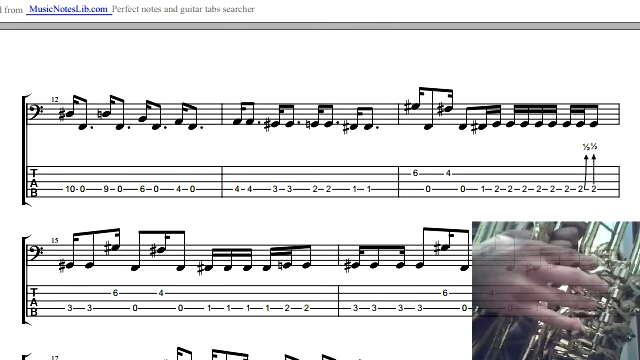 d from MusicNotesLib.com Perfect notes and guitar tabs searcher
12
6 4 ½ ½
10 0 9 0 6 0 4 0 4 4 3 3 2 2 1 1 0 0 1 2 2 2 2 2 2 2
15
6 4 6 4
3 3 0 0 1 1 1 1 2 2 3 3 3 3 0 0
17